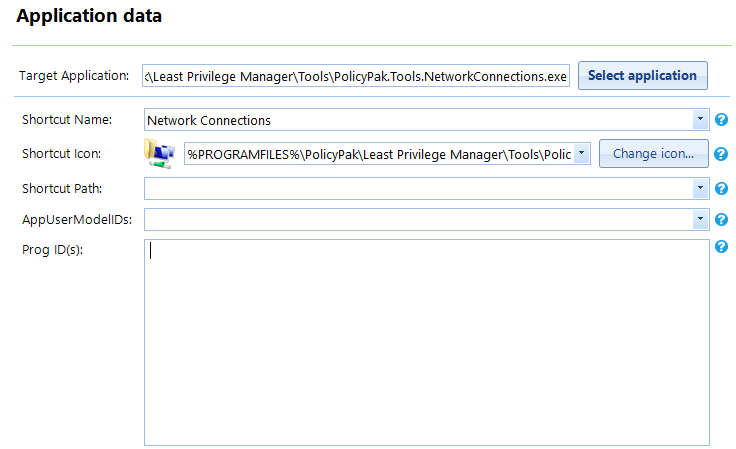 Application data
Target Application: :\Least Privilege Manager\Tools\PolicyPak.Tools.NetworkConnections.exe Select application
Shortcut Name: Network Connections
Shortcut Icon: %PROGRAMFILES%\PolicyPak\Least Privilege Manager\Tools\Polic Change icon...
Shortcut Path:
AppUserModelIDs:
Prog ID(s):